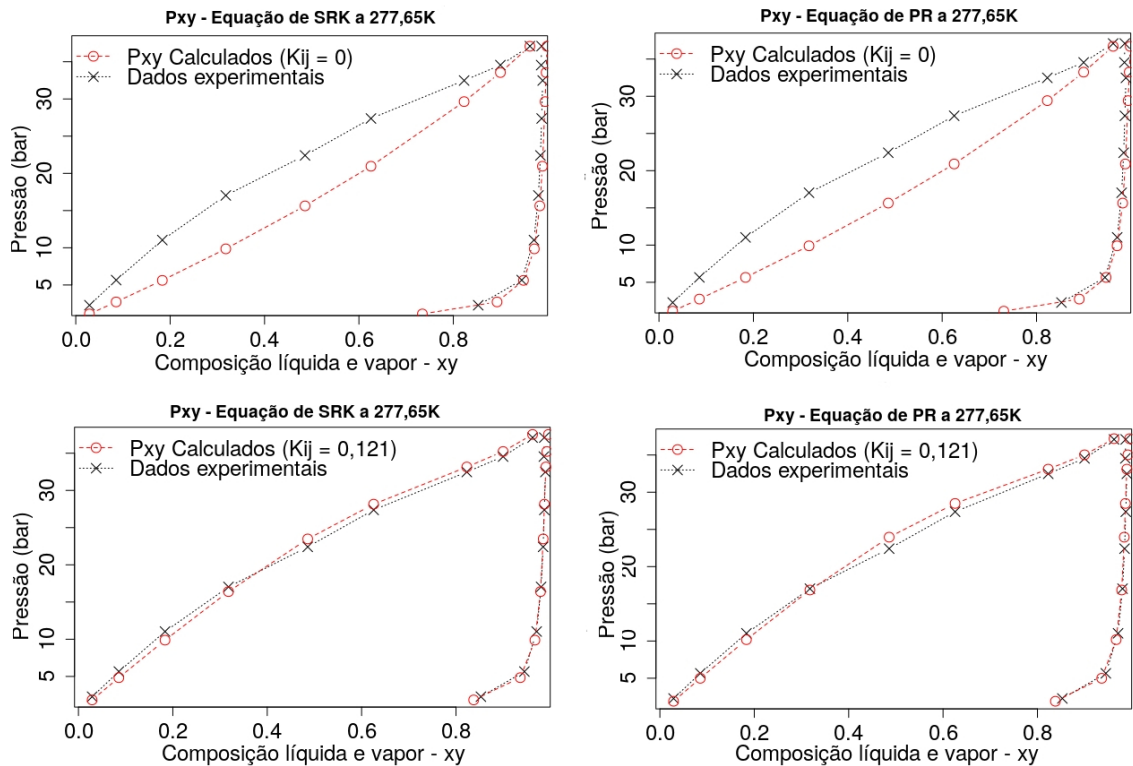 Pxy - Equação de SRK a 277,65K
Pxy Calculados (Kij = 0)
Dados experimentais
Pressão (bar)
30
20
10
5
0.0 0.2 0.4 0.6 0.8
Composição líquida e vapor - xy
Pxy - Equação de PR a 277,65K
Pxy Calculados (Kij = 0)
Dados experimentais
Pressão (bar)
30
20
10
5
0.0 0.2 0.4 0.6 0.8
Composição líquida e vapor - xy
Pxy - Equação de SRK a 277,65K
Pxy Calculados (Kij = 0,121)
Dados experimentais
Pressão (bar)
30
20
10
5
0.0 0.2 0.4 0.6 0.8
Composição líquida e vapor - xy
Pxy - Equação de PR a 277,65K
Pxy Calculados (Kij = 0,121)
Dados experimentais
Pressão (bar)
30
20
10
5
0.0 0.2 0.4 0.6 0.8
Composição líquida e vapor - xy